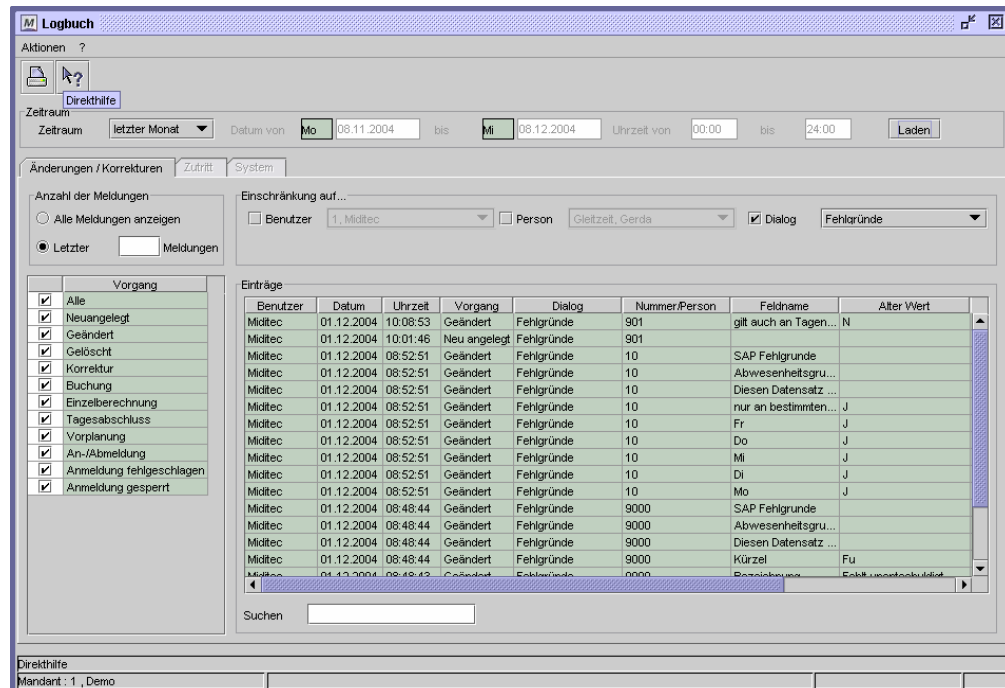 Logbuch
Aktionen ?
Direkthilfe
Zeitraum
Zeitraum letzter Monat Datum von Mo 08.11.2004 bis Mi 08.12.2004 Uhrzeit von 00:00 bis 24:00 Laden
Änderungen / Korrekturen Zutritt System
Anzahl der Meldungen
Alle Meldungen anzeigen
Letzter Meldungen
Einschränkung auf...
Benutzer 1, Miditec Person Gleitzeit, Gerda Dialog Fehlgründe
Vorgang
Alle
Neuangelegt
Geändert
Gelöscht
Korrektur
Buchung
Einzelberechnung
Tagesabschluss
Vorplanung
An-/Abmeldung
Anmeldung fehlgeschlagen
Anmeldung gesperrt
Einträge
Benutzer Datum Uhrzeit Vorgang Dialog Nummer/Person Feldname Alter Wert
Miditec 01.12.2004 10:08:53 Geändert Fehlgründe 901 gilt auch an Tagen... N
Miditec 01.12.2004 10:01:46 Neu angelegt Fehlgründe 901
Miditec 01.12.2004 08:52:51 Geändert Fehlgründe 10 SAP Fehlgrunde
Miditec 01.12.2004 08:52:51 Geändert Fehlgründe 10 Abwesenheitsgru...
Miditec 01.12.2004 08:52:51 Geändert Fehlgründe 10 Diesen Datensatz ...
Miditec 01.12.2004 08:52:51 Geändert Fehlgründe 10 nur an bestimmten... J
Miditec 01.12.2004 08:52:51 Geändert Fehlgründe 10 Fr J
Miditec 01.12.2004 08:52:51 Geändert Fehlgründe 10 Do J
Miditec 01.12.2004 08:52:51 Geändert Fehlgründe 10 Mi J
Miditec 01.12.2004 08:52:51 Geändert Fehlgründe 10 Di J
Miditec 01.12.2004 08:52:51 Geändert Fehlgründe 10 Mo J
Miditec 01.12.2004 08:48:44 Geändert Fehlgründe 9000 SAP Fehlgrunde
Miditec 01.12.2004 08:48:44 Geändert Fehlgründe 9000 Abwesenheitsgru...
Miditec 01.12.2004 08:48:44 Geändert Fehlgründe 9000 Diesen Datensatz ...
Miditec 01.12.2004 08:48:44 Geändert Fehlgründe 9000 Kürzel Fu
Miditec 01.12.2004 08:48:43 Geändert Fehlgründe 9000 Bezeichnung Fehlt unentschuldigt
Suchen
Direkthilfe
Mandant : 1 , Demo